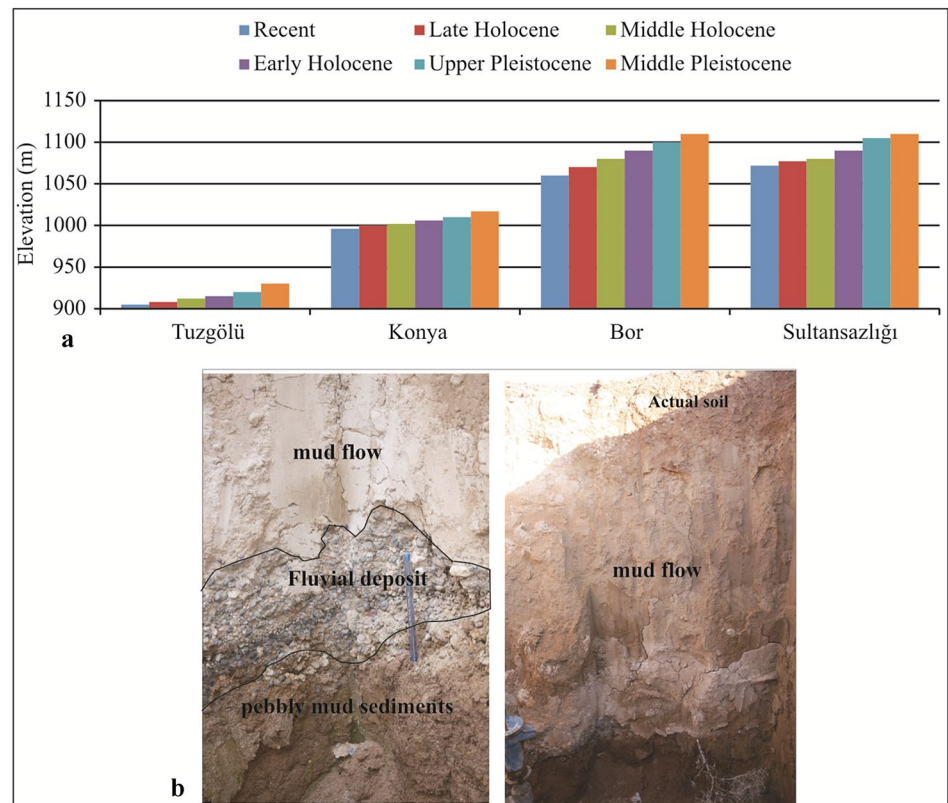 Recent Late Holocene Middle Holocene
Early Holocene Upper Pleistocene Middle Pleistocene
Elevation (m)
1150
1100
1050
1000
950
900
Tuzgölü Konya Bor Sultansazlığı
a
mud flow
Fluvial deposit
pebbly mud sediments
Actual soil
mud flow
b